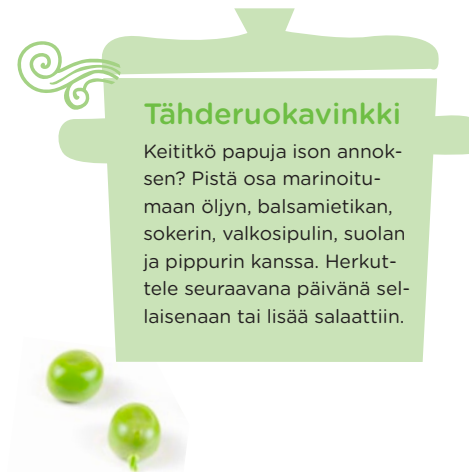 Tähderuokavinkki
Keititkö papuja ison annok-
sen? Pistä osa marinoitu-
maan öljyn, balsamietikan,
sokerin, valkosipulin, suolan
ja pippurin kanssa. Herkut-
tele seuraavana päivänä sel-
laisenaan tai lisää salaattiin.